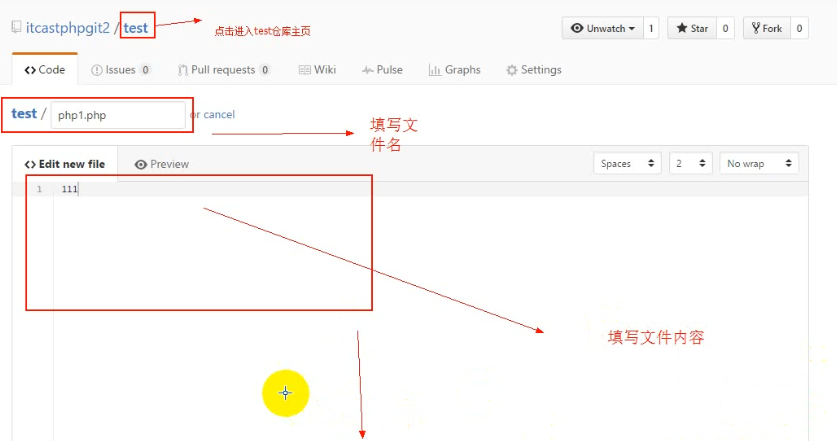 itcastphpgit2 / test
点击进入test仓库主页
Unwatch 1 Star 0 Fork 0
Code Issues 0 Pull requests 0 Wiki Pulse Graphs Settings
test / php1.php or cancel
填写文
件名
Edit new file Preview Spaces 2 No wrap
1 111
填写文件内容